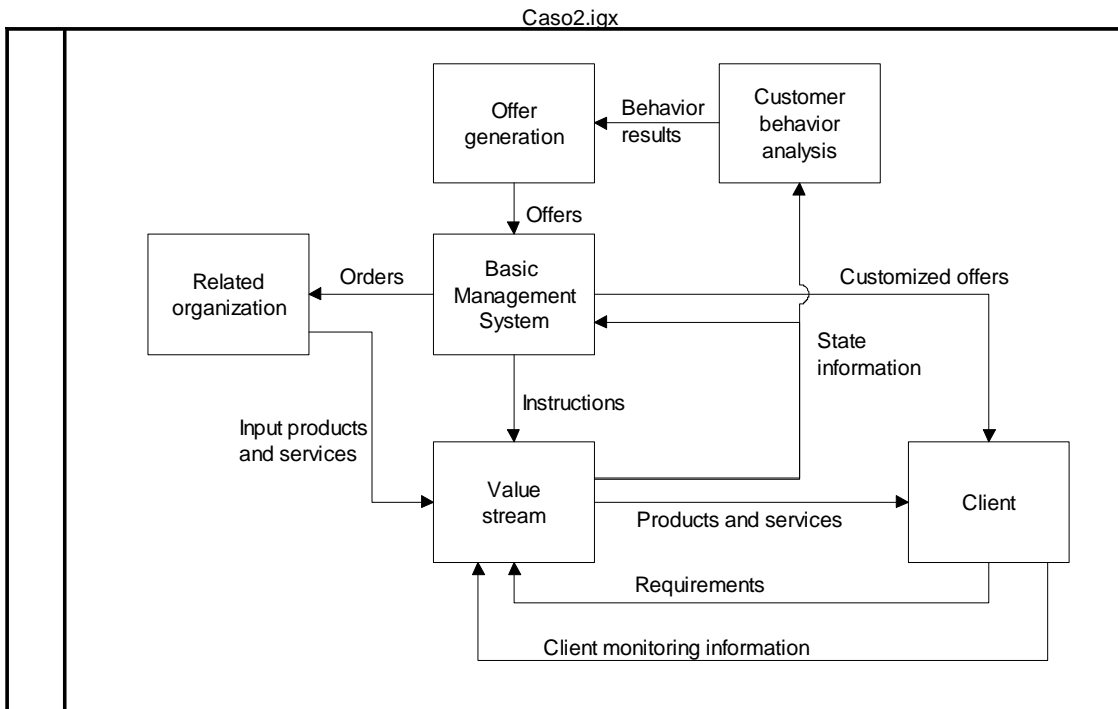 Caso2.igx
Offer
generation
Behavior
results
Customer
behavior
analysis
Offers
Related
organization
Orders
Basic
Management
System
Customized offers
State
information
Instructions
Input products
and services
Value
stream
Products and services
Client
Requirements
Client monitoring information